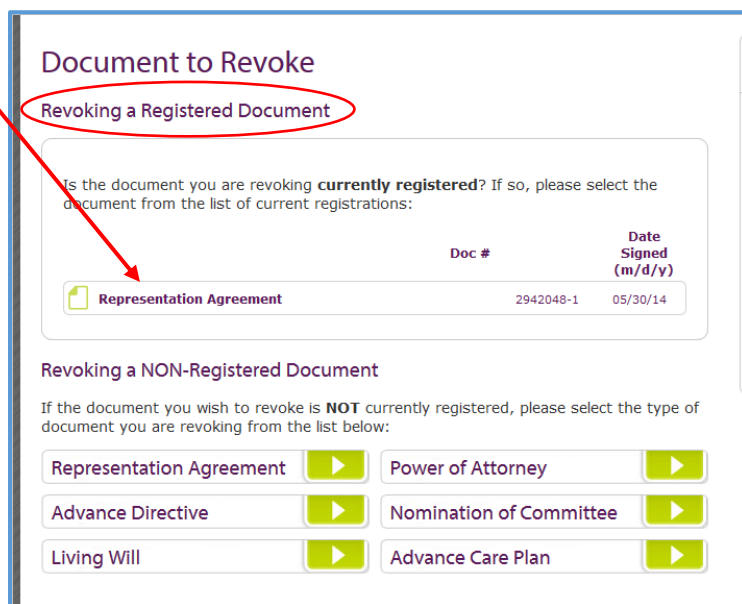 Document to Revoke
Revoking a Registered Document
Is the document you are revoking currently registered? If so, please select the
document from the list of current registrations:
Doc # Date Signed (m/d/y)
Representation Agreement 2942048-1 05/30/14
Revoking a NON-Registered Document
If the document you wish to revoke is NOT currently registered, please select the type of
document you are revoking from the list below:
Representation Agreement Power of Attorney
Advance Directive Nomination of Committee
Living Will Advance Care Plan